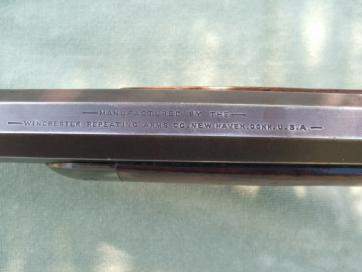 —MANUFACTURED BY THE—
—WINCHESTER REPEATING ARMS CO. NEW HAVEN. CONN. U.S.A—